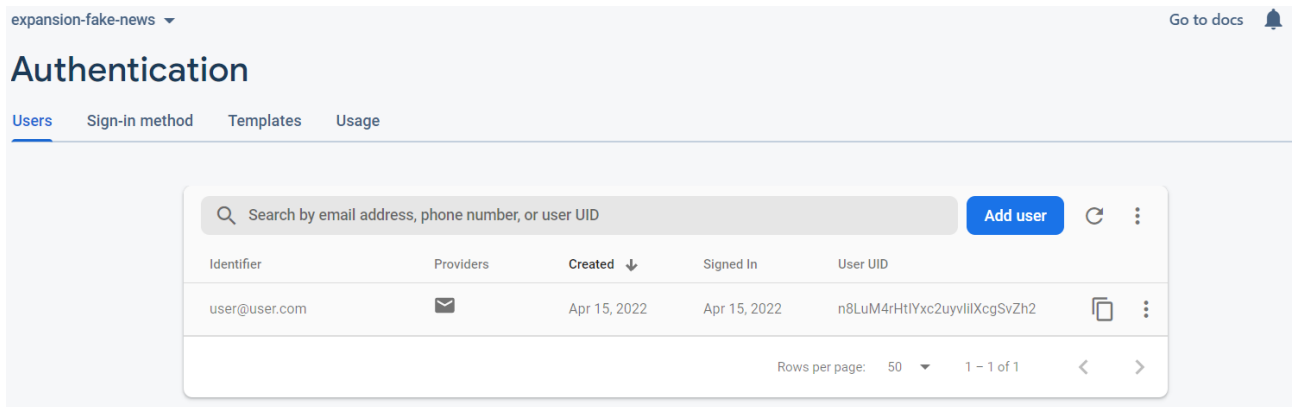 expansion-fake-news Go to docs
Authentication
Users Sign-in method Templates Usage
Search by email address, phone number, or user UID Add user
Identifier Providers Created Signed In User UID
user@user.com Apr 15, 2022 Apr 15, 2022 n8LuM4rHtlYxc2uyvlilXcgSvZh2
Rows per page: 50 1 – 1 of 1